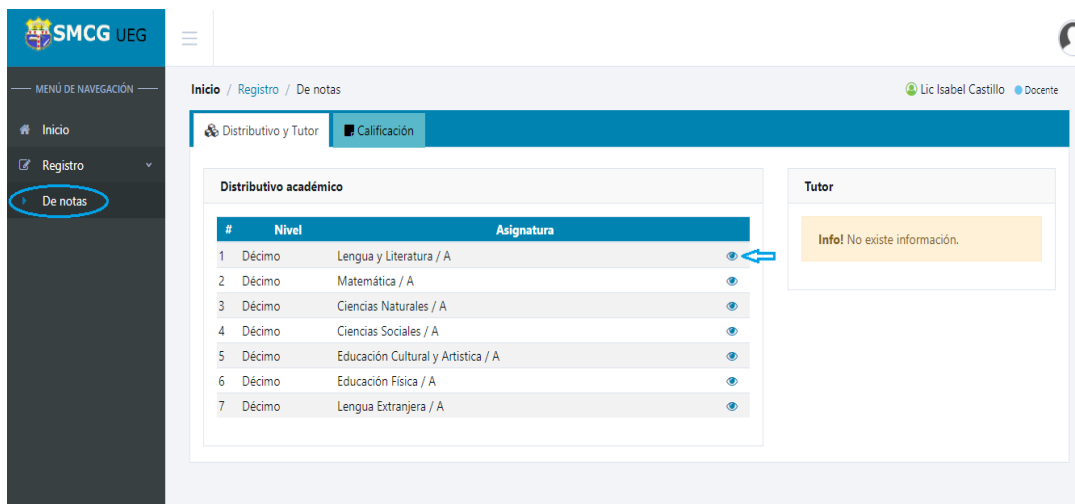 SMCG UEG
MENÚ DE NAVEGACIÓN
Inicio
Registro
De notas
Inicio / Registro / De notas
Lic Isabel Castillo Docente
Distributivo y Tutor
Calificación
Distributivo académico
# Nivel Asignatura
1 Décimo Lengua y Literatura / A
2 Décimo Matemática / A
3 Décimo Ciencias Naturales / A
4 Décimo Ciencias Sociales / A
5 Décimo Educación Cultural y Artistica / A
6 Décimo Educación Física / A
7 Décimo Lengua Extranjera / A
Tutor
Info! No existe información.